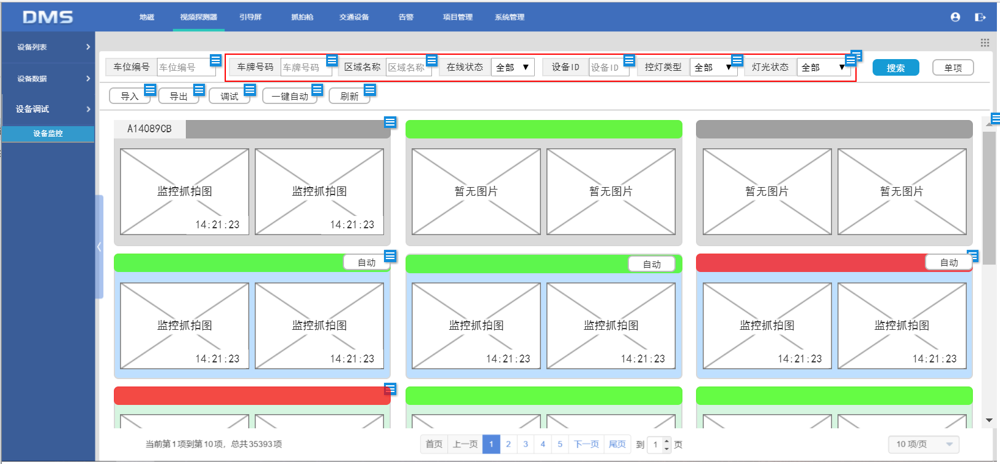 DMS 地磁 视频探测器 引导屏 抓拍枪 交通设备 告警 项目管理 系统管理
设备列表
设备数据
设备调试
设备监控
车位编号 车位编号 车牌号码 车牌号码 区域名称 区域名称 在线状态 全部 ▼ 设备ID 设备ID 控灯类型 全部 ▼ 灯光状态 全部 ▼ 搜索 单项
导入 导出 调试 一键自动 刷新
A14089CB
监控抓拍图 监控抓拍图 暂无图片 暂无图片 暂无图片 暂无图片
14:21:23 14:21:23
自动 自动 自动
监控抓拍图 监控抓拍图 监控抓拍图 监控抓拍图 监控抓拍图 监控抓拍图
14:21:23 14:21:23 14:21:23 14:21:23 14:21:23 14:21:23
当前第1项到第10项，总共35393项 首页 上一页 1 2 3 4 5 下一页 尾页 到 1 页 10 项/页